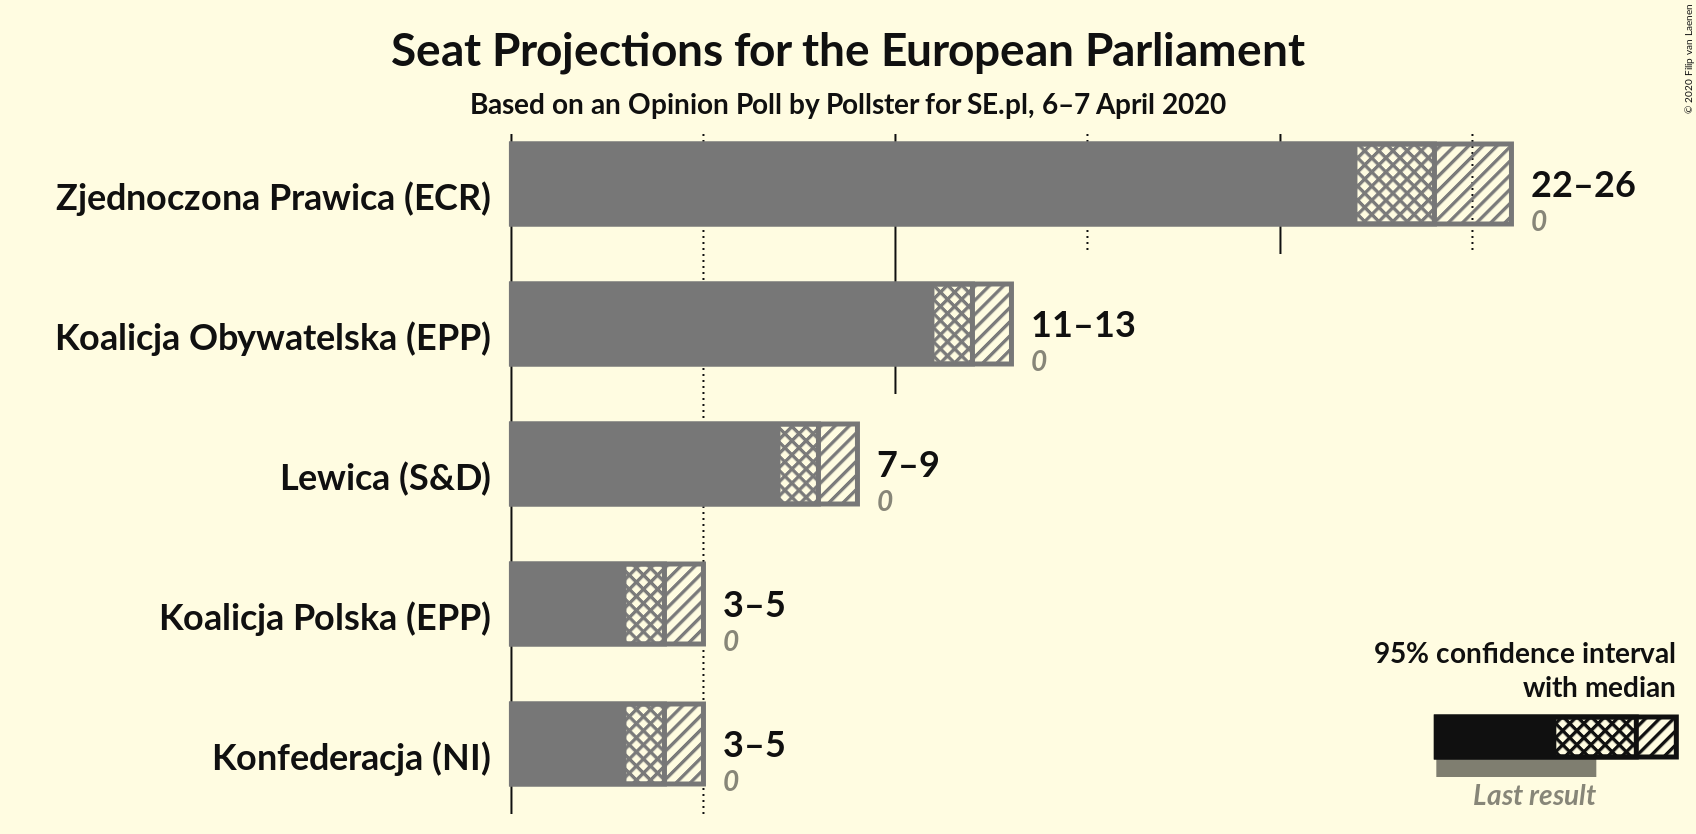 Seat Projections for the European Parliament
Based on an Opinion Poll by Pollster for SE.pl, 6–7 April 2020
© 2020 Filip van Laenen
Zjednoczona Prawica (ECR)
22–26
0
Koalicja Obywatelska (EPP)
11–13
0
Lewica (S&D)
7–9
0
Koalicja Polska (EPP)
3–5
0
Konfederacja (NI)
3–5
0
95% confidence interval
with median
Last result